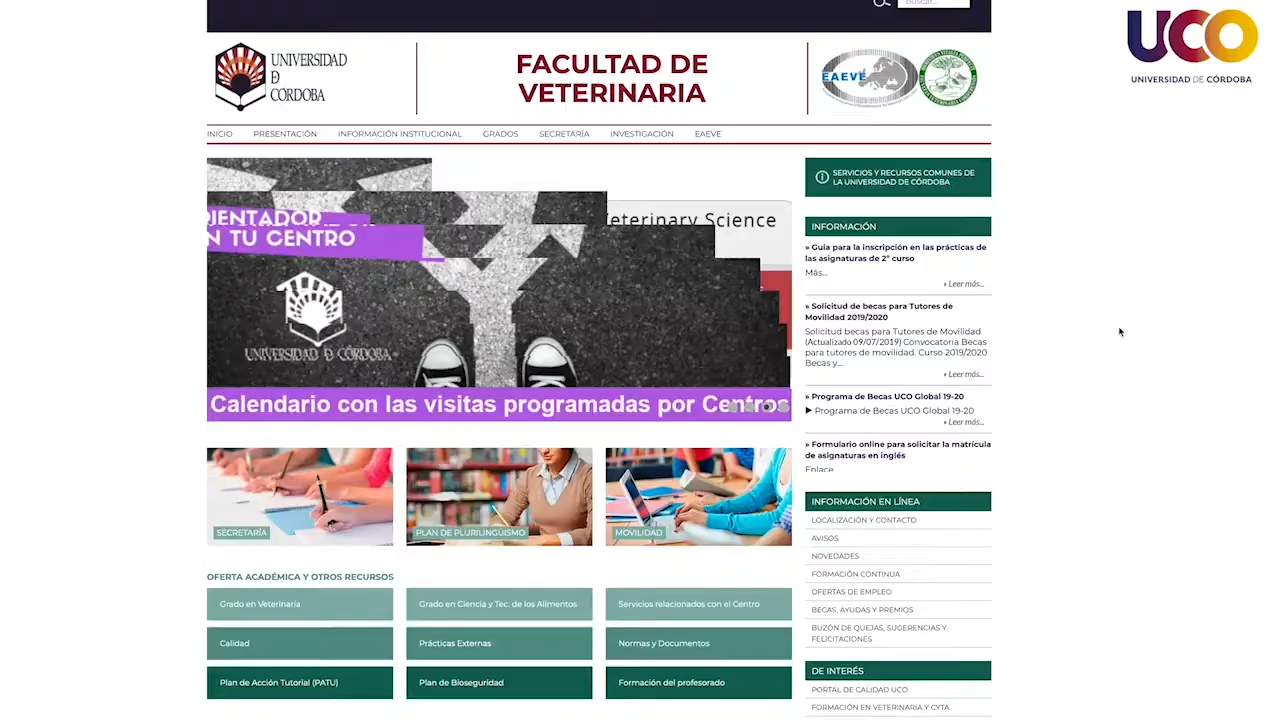 Buscar...
UCO
UNIVERSIDAD DE CÓRDOBA
UNIVERSIDAD
D
CÓRDOBA
FACULTAD DE
VETERINARIA
EAEVE
INICIO
PRESENTACIÓN
INFORMACIÓN INSTITUCIONAL
GRADOS
SECRETARÍA
INVESTIGACIÓN
EAEVE
N TU CENTRO
UNIVERSIDAD D CÓRDOBA
Veterinary Science
Calendario con las visitas programadas por Centros
SECRETARÍA
PLAN DE PLURILINGÜISMO
MOVILIDAD
OFERTA ACADÉMICA Y OTROS RECURSOS
Grado en Veterinaria
Grado en Ciencia y Tec. de los Alimentos
Servicios relacionados con el Centro
Calidad
Prácticas Externas
Normas y Documentos
Plan de Acción Tutorial (PATU)
Plan de Bioseguridad
Formación del profesorado
SERVICIOS Y RECURSOS COMUNES DE
LA UNIVERSIDAD DE CÓRDOBA
INFORMACIÓN
» Guía para la inscripción en las prácticas de
las asignaturas de 2º curso
Más...
» Leer más...
» Solicitud de becas para Tutores de
Movilidad 2019/2020
Solicitud becas para Tutores de Movilidad
(Actualizado 09/07/2019) Convocatoria Becas
para tutores de movilidad. Curso 2019/2020
Becas y...
» Leer más...
» Programa de Becas UCO Global 19-20
Programa de Becas UCO Global 19-20
» Leer más...
» Formulario online para solicitar la matrícula
de asignaturas en inglés
Enlace
INFORMACIÓN EN LÍNEA
LOCALIZACIÓN Y CONTACTO
AVISOS
NOVEDADES
FORMACIÓN CONTINUA
OFERTAS DE EMPLEO
BECAS, AYUDAS Y PREMIOS
BUZÓN DE QUEJAS, SUGERENCIAS Y
FELICITACIONES
DE INTERÉS
PORTAL DE CALIDAD UCO
FORMACIÓN EN VETERINARIA Y CYTA